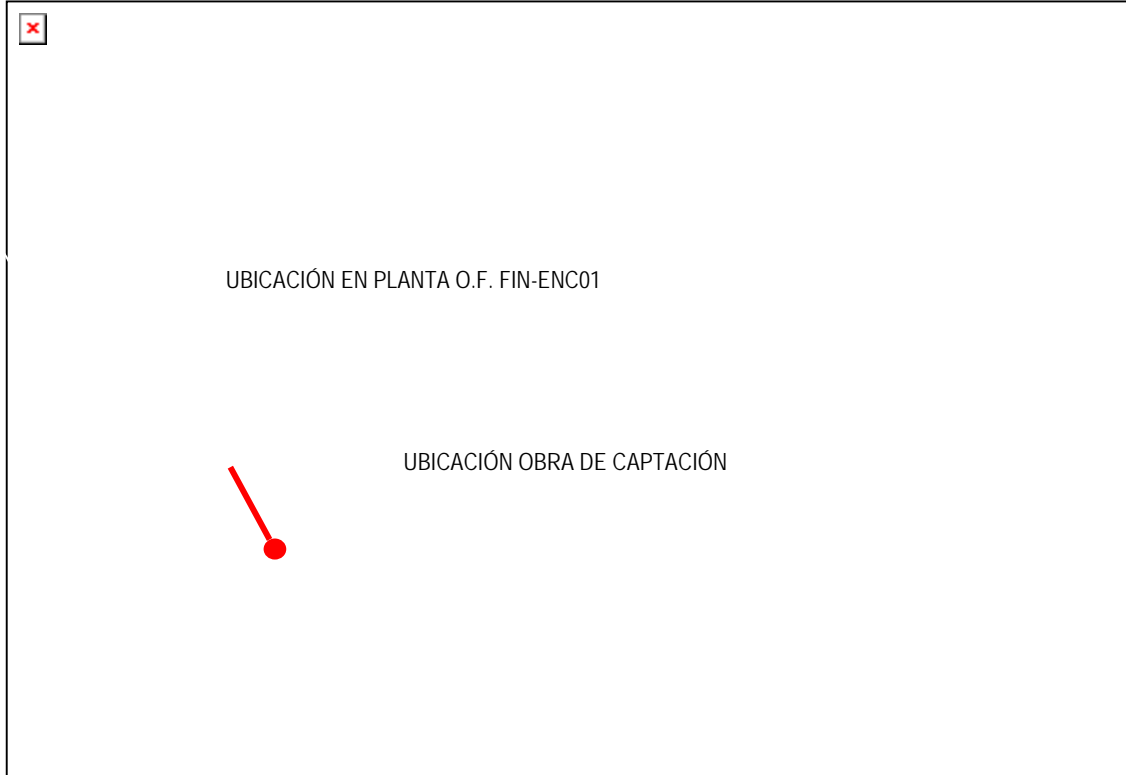 UBICACIÓN EN PLANTA O.F. FIN-ENC01
UBICACIÓN OBRA DE CAPTACIÓN